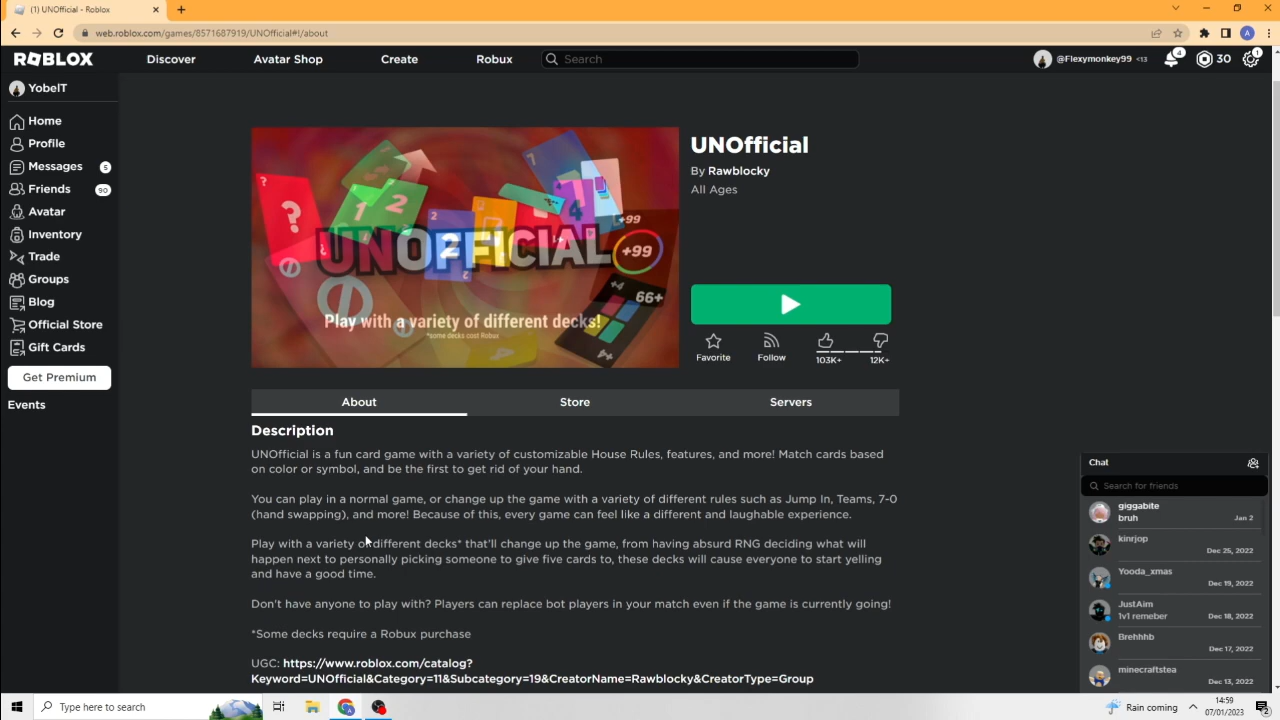 (1) UNOfficial - Roblox
web.roblox.com/games/8571687919/UNOfficial#!/about
A
ROBLOX
Discover
Avatar Shop
Create
Robux
Search
@Flexymonkey99 <13
4
30
1
YobelT
Home
Profile
Messages 5
Friends 90
Avatar
Inventory
Trade
Groups
Blog
Official Store
Gift Cards
Get Premium
Events
UNOFFICIAL
+99
+99
66+
Play with a variety of different decks!
*some decks cost Robux
UNOfficial
By Rawblocky
All Ages
Favorite
Follow
103K+
12K+
About
Store
Servers
Description
UNOfficial is a fun card game with a variety of customizable House Rules, features, and more! Match cards based
on color or symbol, and be the first to get rid of your hand.
You can play in a normal game, or change up the game with a variety of different rules such as Jump In, Teams, 7-0
(hand swapping), and more! Because of this, every game can feel like a different and laughable experience.
Play with a variety of different decks* that'll change up the game, from having absurd RNG deciding what will
happen next to personally picking someone to give five cards to, these decks will cause everyone to start yelling
and have a good time.
Don't have anyone to play with? Players can replace bot players in your match even if the game is currently going!
*Some decks require a Robux purchase
UGC: https://www.roblox.com/catalog?
Keyword=UNOfficial&Category=11&Subcategory=19&CreatorName=Rawblocky&CreatorType=Group
Chat
Search for friends
giggabite
bruh
Jan 2
kinrjop
Dec 25, 2022
Yooda_xmas
Dec 19, 2022
JustAim
1v1 remeber
Dec 18, 2022
Brehhhb
Dec 17, 2022
minecraftstea
Dec 13, 2022
Type here to search
Rain coming
14:59
07/01/2023
2